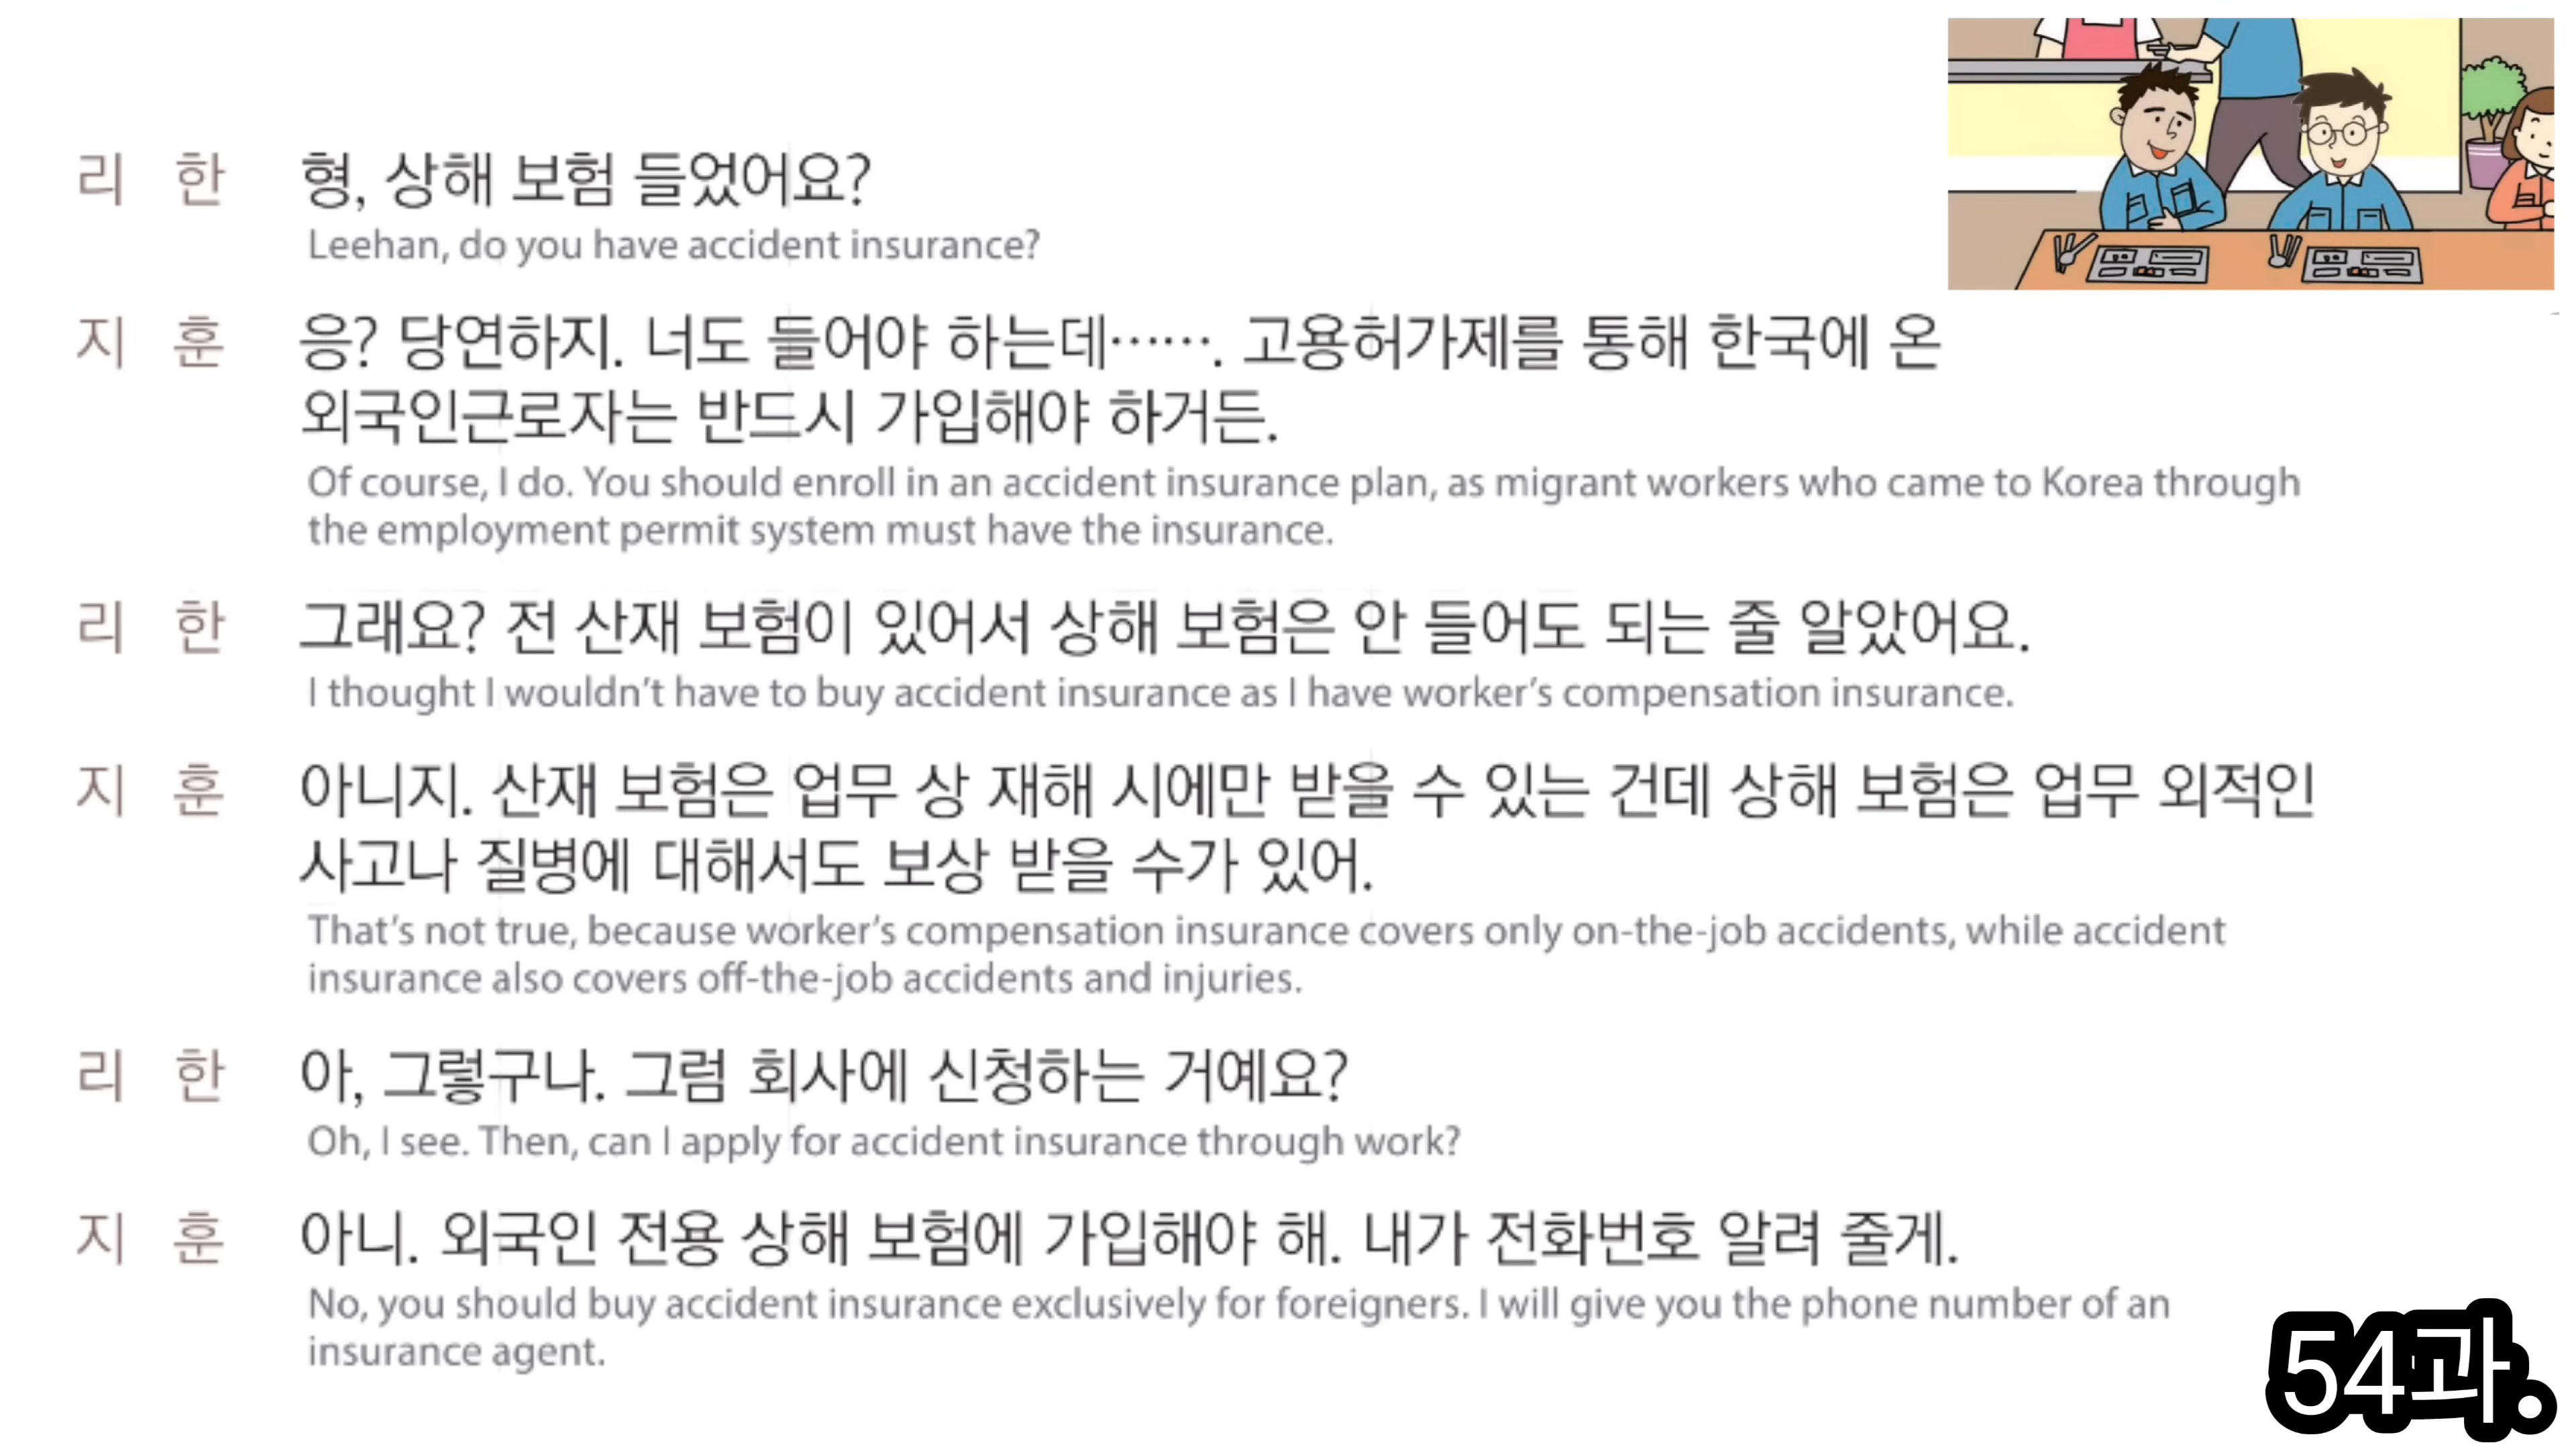 리 한 형, 상해 보험 들었어요?
Leehan, do you have accident insurance?
지 훈 응? 당연하지. 너도 들어야 하는데……. 고용허가제를 통해 한국에 온
외국인근로자는 반드시 가입해야 하거든.
Of course, I do. You should enroll in an accident insurance plan, as migrant workers who came to Korea through
the employment permit system must have the insurance.
리 한 그래요? 전 산재 보험이 있어서 상해 보험은 안 들어도 되는 줄 알았어요.
I thought I wouldn’t have to buy accident insurance as I have worker’s compensation insurance.
지 훈 아니지. 산재 보험은 업무 상 재해 시에만 받을 수 있는 건데 상해 보험은 업무 외적인
사고나 질병에 대해서도 보상 받을 수가 있어.
That’s not true, because worker’s compensation insurance covers only on-the-job accidents, while accident
insurance also covers off-the-job accidents and injuries.
리 한 아, 그렇구나. 그럼 회사에 신청하는 거예요?
Oh, I see. Then, can I apply for accident insurance through work?
지 훈 아니. 외국인 전용 상해 보험에 가입해야 해. 내가 전화번호 알려 줄게.
No, you should buy accident insurance exclusively for foreigners. I will give you the phone number of an
insurance agent.
54과.